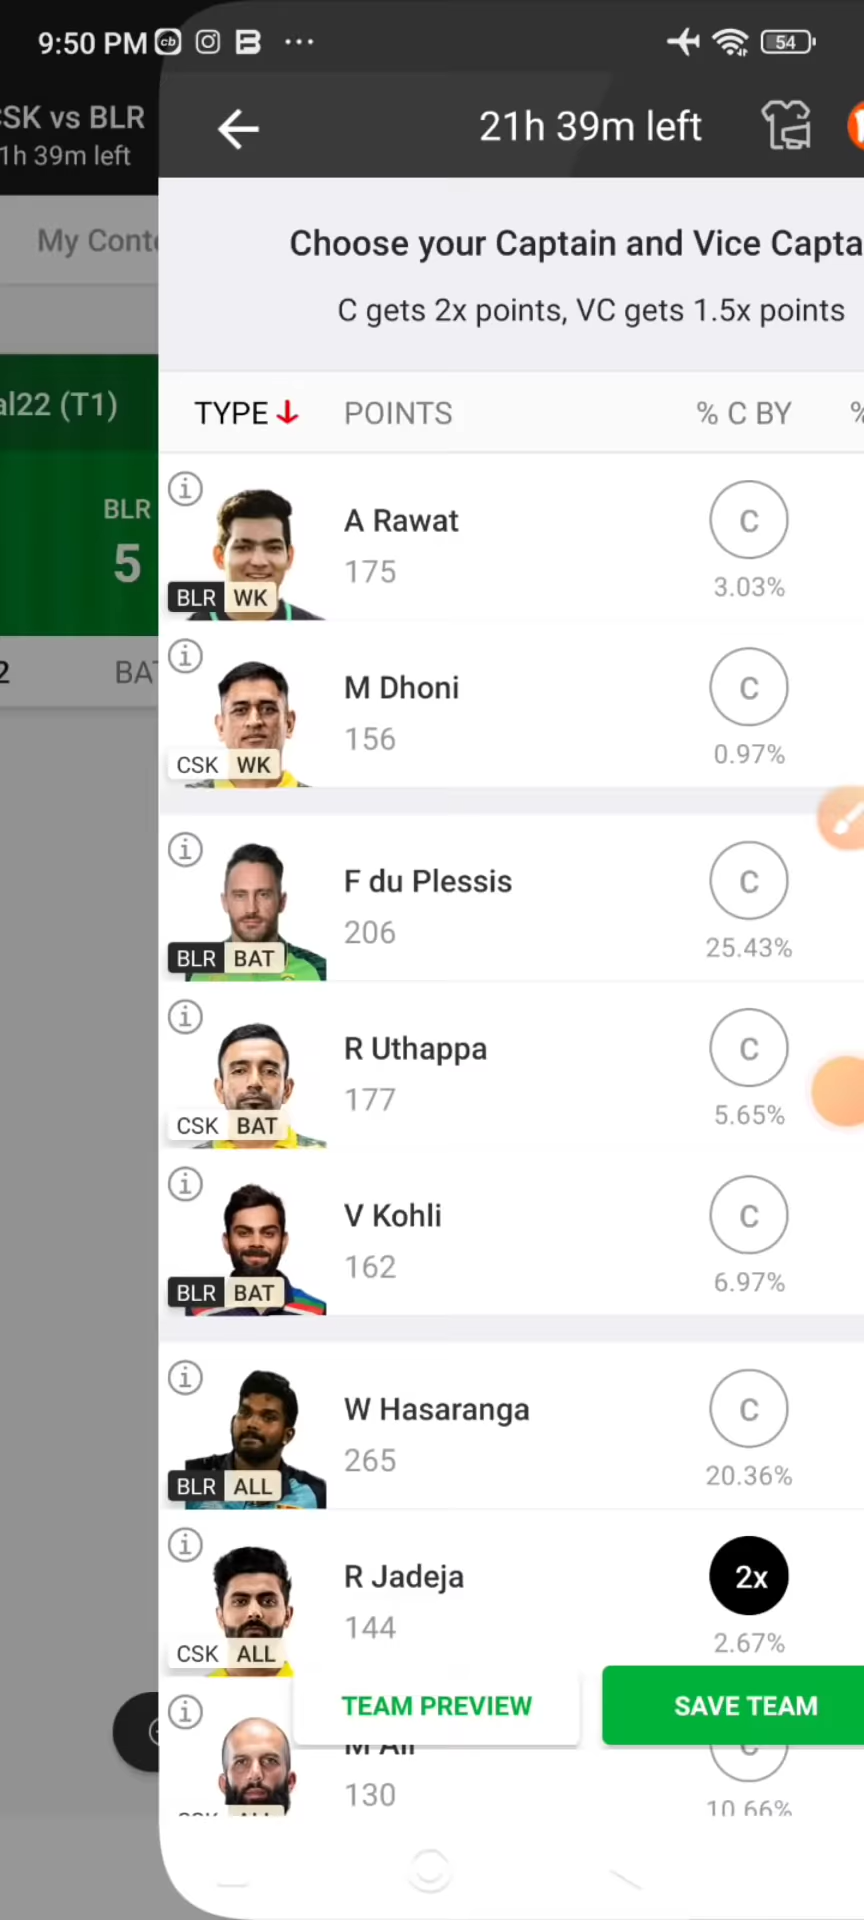 9:50 PM
54
CSK vs BLR
1h 39m left
21h 39m left
My Conte
Choose your Captain and Vice Capta
C gets 2x points, VC gets 1.5x points
al22 (T1)
TYPE
POINTS
% C BY
%
BLR
5
2
BAT
A Rawat
175
BLR WK
C
3.03%
M Dhoni
156
CSK WK
C
0.97%
F du Plessis
206
BLR BAT
C
25.43%
R Uthappa
177
CSK BAT
C
5.65%
V Kohli
162
BLR BAT
C
6.97%
W Hasaranga
265
BLR ALL
C
20.36%
R Jadeja
144
CSK ALL
2x
2.67%
TEAM PREVIEW
SAVE TEAM
M Ali
130
CSK ALL
C
10.66%